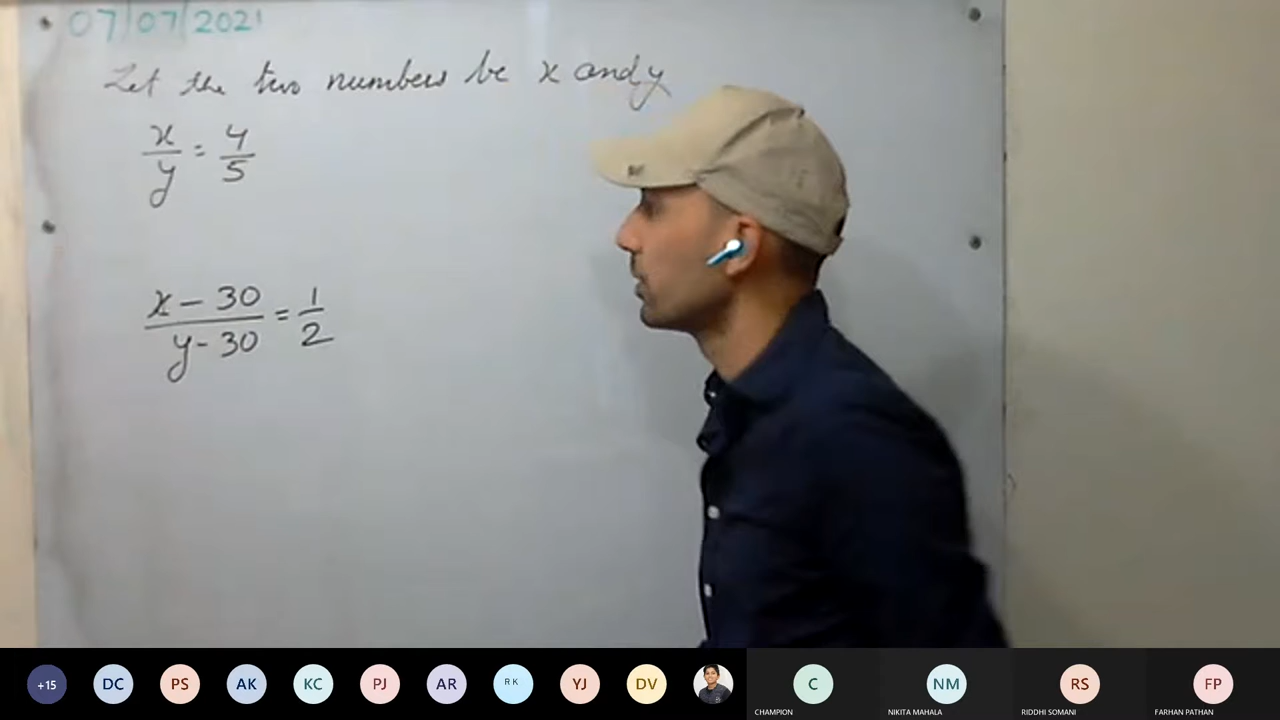 07/07/2021
Let the two numbers be x and y
x/y = 4/5
x - 30 / y - 30 = 1/2
+15 DC PS AK KC PJ AR RK YJ DV C NM RS FP
CHAMPION NIKITA MAHALA RIDDHI SOMANI FARHAN PATHAN